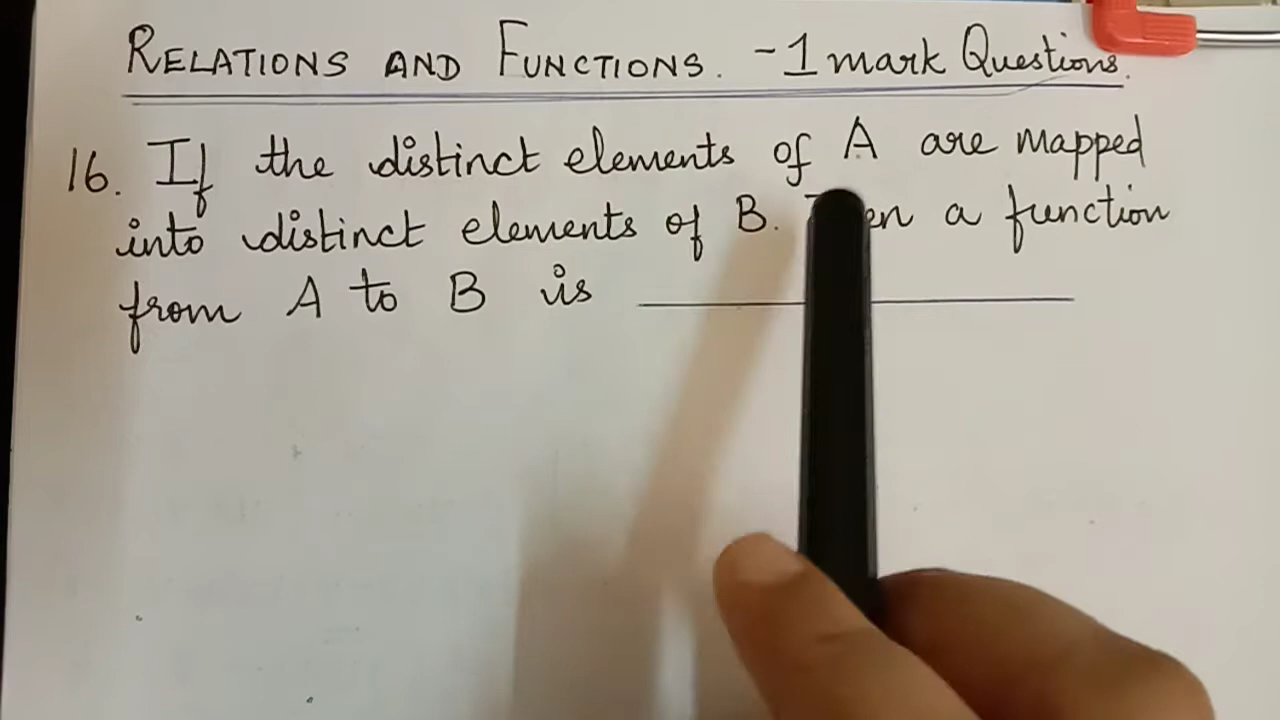 RELATIONS AND FUNCTIONS. - 1 mark Questions.
16. If the distinct elements of A are mapped
into distinct elements of B. a function
from A to B is